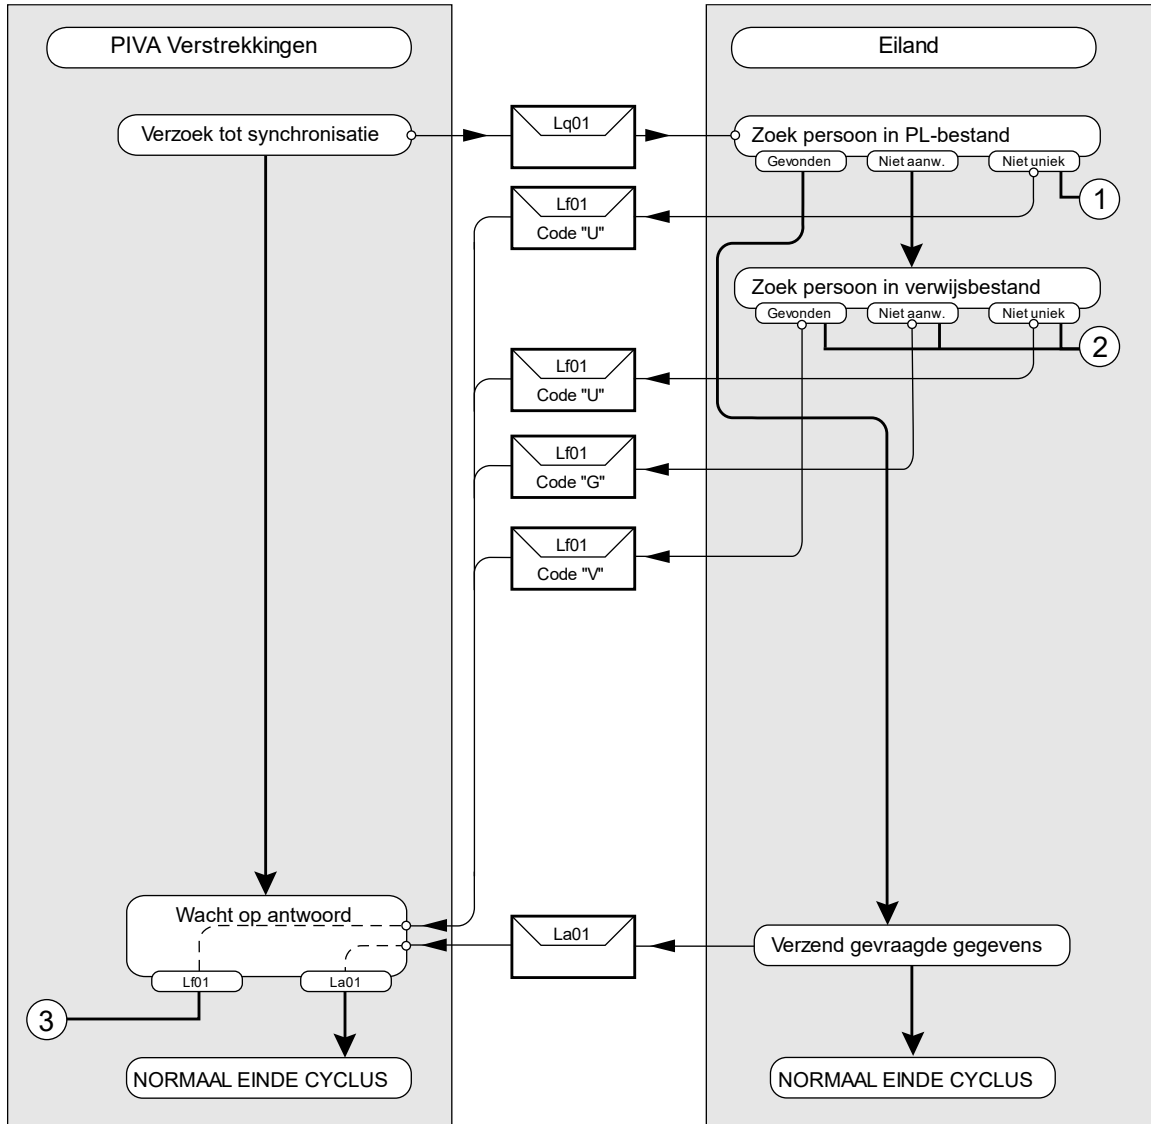 PIVA Verstrekkingen
Eiland
Verzoek tot synchronisatie
Lq01
Zoek persoon in PL-bestand
Gevonden
Niet aanw.
Niet uniek
1
Lf01
Code "U"
Zoek persoon in verwijsbestand
Gevonden
Niet aanw.
Niet uniek
2
Lf01
Code "U"
Lf01
Code "G"
Lf01
Code "V"
Wacht op antwoord
Lf01
La01
La01
Verzend gevraagde gegevens
3
NORMAAL EINDE CYCLUS
NORMAAL EINDE CYCLUS